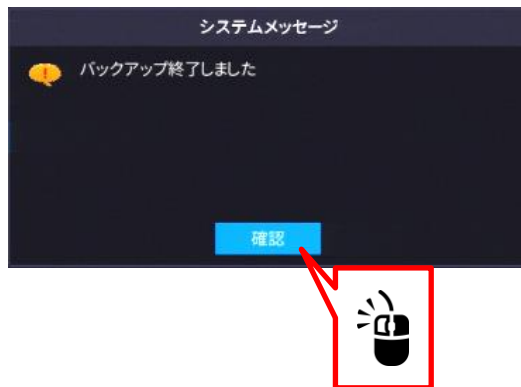 システムメッセージ
バックアップ終了しました
確認